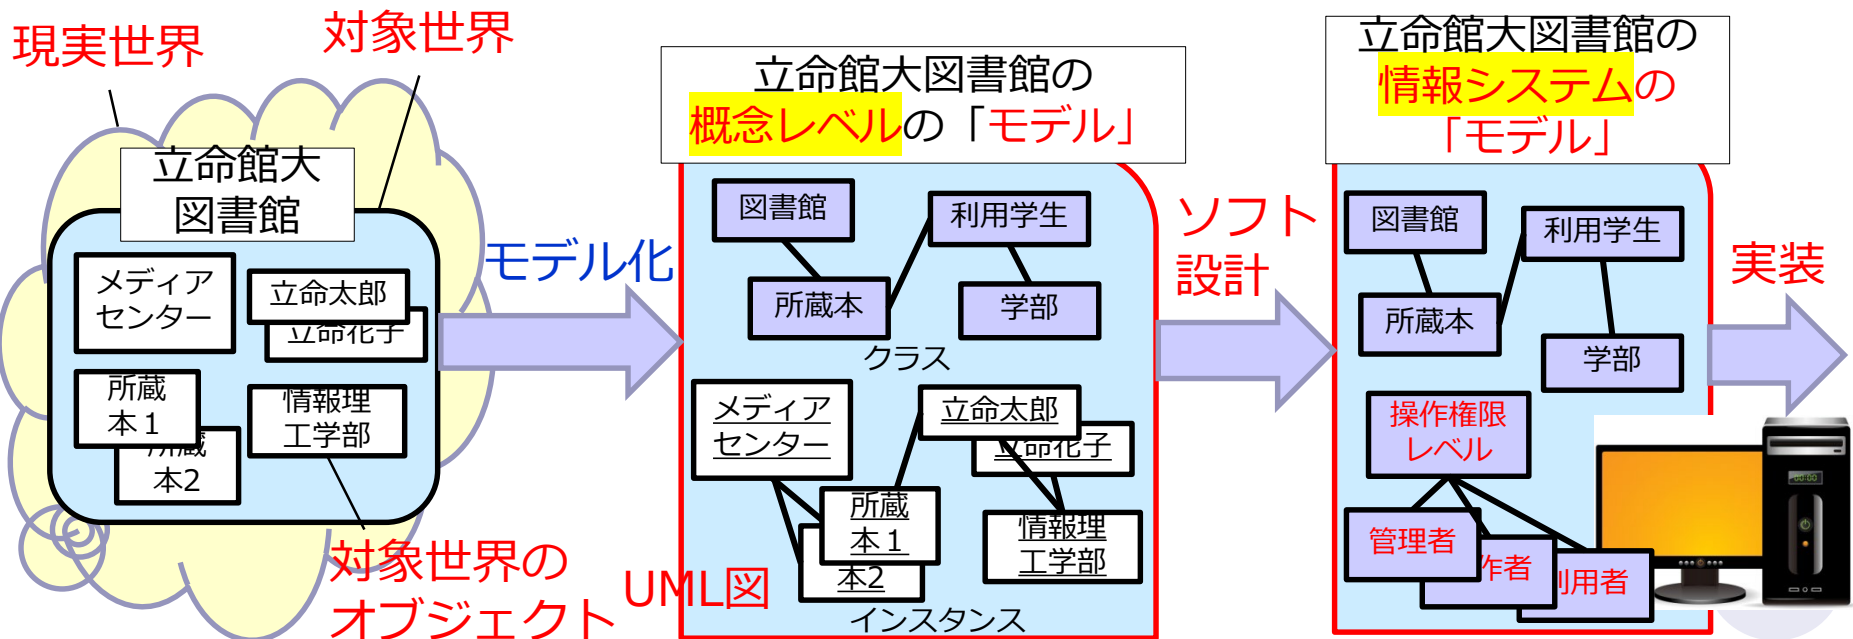 現実世界
対象世界
立命館大
図書館
メディア
センター
立命太郎
立命花子
所蔵
本１
所蔵
本2
情報理
工学部
対象世界の
オブジェクト
モデル化
立命館大図書館の
概念レベルの「モデル」
図書館
利用学生
所蔵本
学部
クラス
メディア
センター
立命太郎
立命花子
所蔵
本１
本2
情報理
工学部
インスタンス
UML図
ソフト
設計
立命館大図書館の
情報システムの
「モデル」
図書館
利用学生
所蔵本
学部
操作権限
レベル
管理者
作者
利用者
実装
00:00